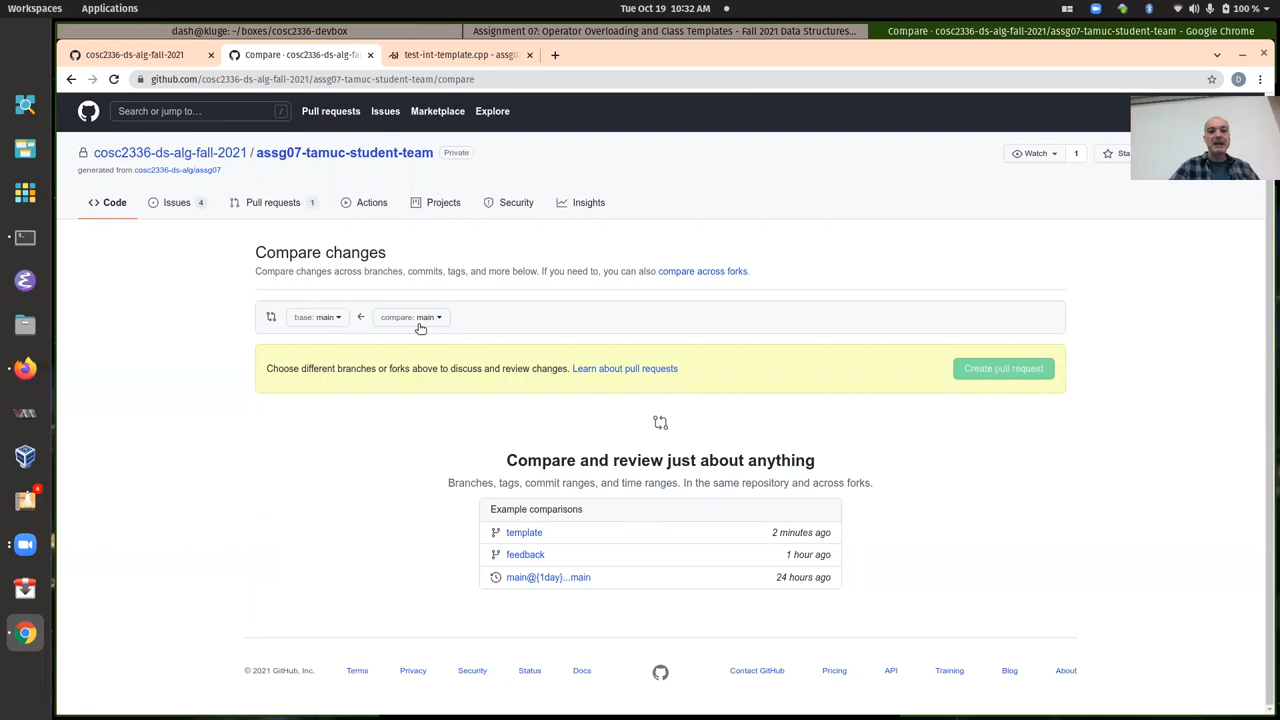 Workspaces Applications Tue Oct 19 10:32 AM 100 %
dash@kluge: ~/boxes/cosc2336-devbox Assignment 07: Operator Overloading and Class Templates - Fall 2021 Data Structures... Compare · cosc2336-ds-alg-fall-2021/assg07-tamuc-student-team - Google Chrome
cosc2336-ds-alg-fall-2021 × Compare · cosc2336-ds-alg-fa × test-int-template.cpp - assg0 × +
github.com/cosc2336-ds-alg-fall-2021/assg07-tamuc-student-team/compare D
Search or jump to... / Pull requests Issues Marketplace Explore
cosc2336-ds-alg-fall-2021 / assg07-tamuc-student-team Private Watch 1 Sta
generated from cosc2336-ds-alg/assg07
Code Issues 4 Pull requests 1 Actions Projects Security Insights
Compare changes
Compare changes across branches, commits, tags, and more below. If you need to, you can also compare across forks.
base: main compare: main
Choose different branches or forks above to discuss and review changes. Learn about pull requests Create pull request
Compare and review just about anything
Branches, tags, commit ranges, and time ranges. In the same repository and across forks.
Example comparisons
template 2 minutes ago
feedback 1 hour ago
main@{1day}...main 24 hours ago
© 2021 GitHub, Inc. Terms Privacy Security Status Docs Contact GitHub Pricing API Training Blog About